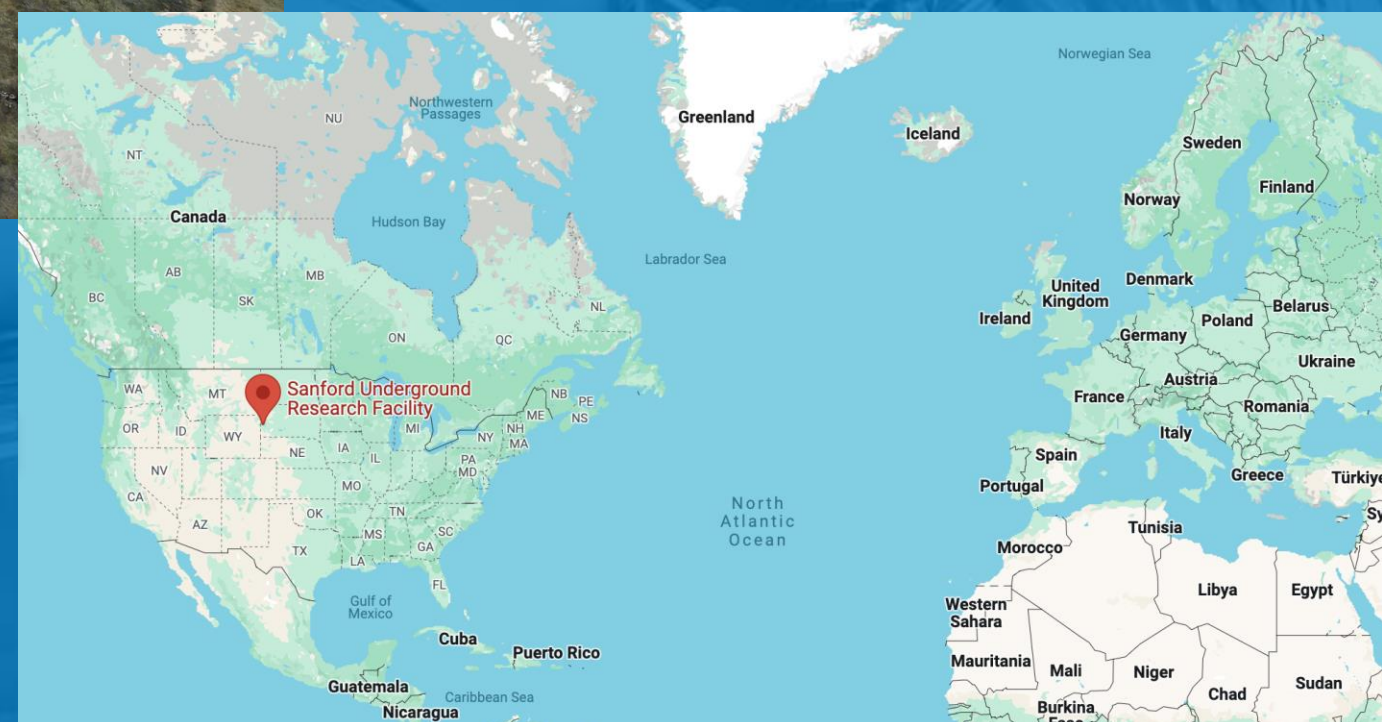 Norwegian Sea
Northwestern
Passages
NU
Greenland
Iceland
Sweden
NT
Finland
Norway
Canada
Hudson Bay
Labrador Sea
AB
MB
Denmark
BC
SK
United
Kingdom
NL
Belarus
Ireland
Poland
ON
QC
Germany
Ukraine
Austria
WA
MT
Sanford Underground
Research Facility
NB
PE
France
ME
NS
Romania
OR
ID
WY
MI
NH
NY
MA
Italy
NE
IA
IL
PA
MD
Spain
NV
Greece
Türkiye
MO
Portugal
CA
North
Atlantic
Ocean
OK
TN
Sy
AZ
MS
SC
Tunisia
TX
GA
Morocco
LA
FL
Libya
Egypt
Gulf of
Mexico
Western
Sahara
Cuba
Puerto Rico
Mauritania
Mali
Niger
Chad
Sudan
Guatemala
Caribbean Sea
Nicaragua
Burkina
Faso